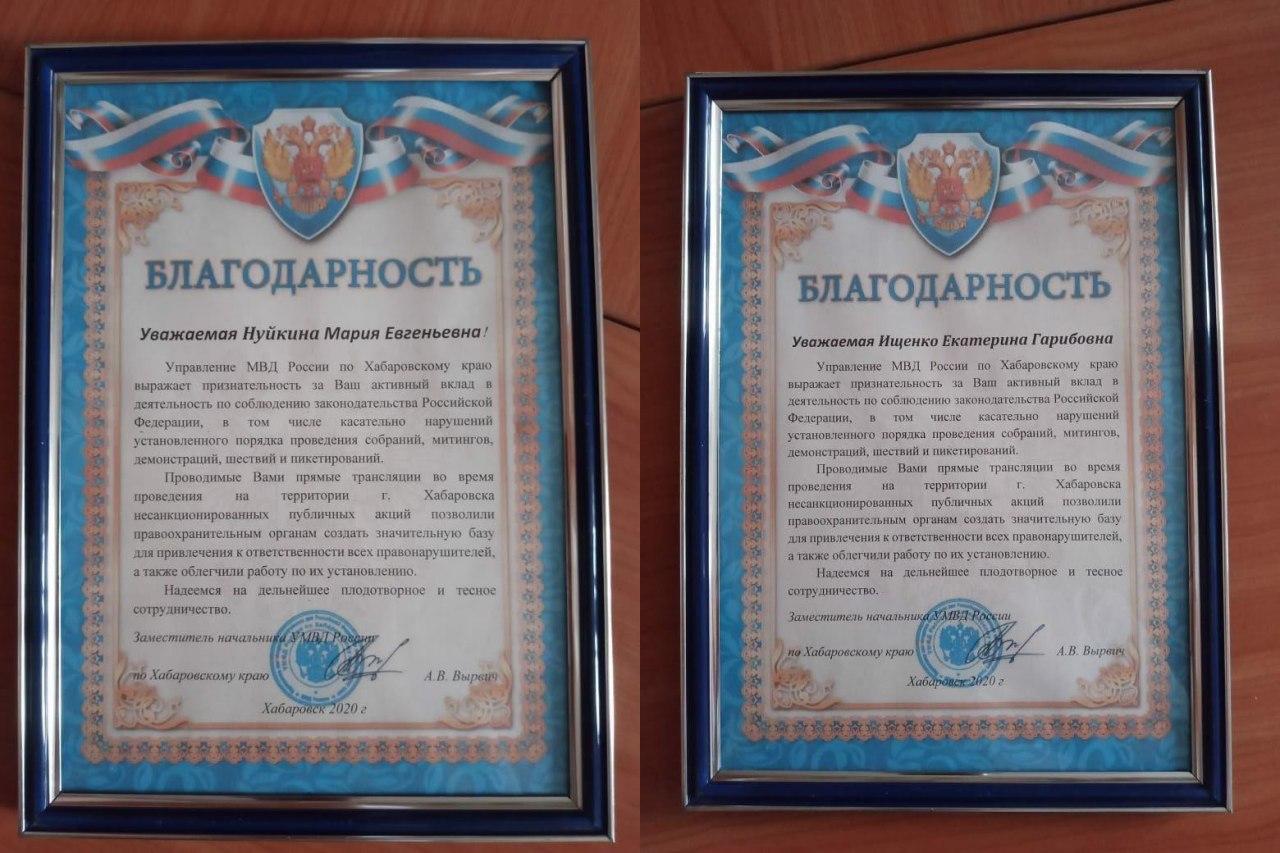 БЛАГОДАРНОСТЬ
Уважаемая Нуйкина Мария Евгеньевна!
Управление МВД России по Хабаровскому краю
выражает признательность за Ваш активный вклад в
деятельность по соблюдению законодательства Российской
Федерации, в том числе касательно нарушений
установленного порядка проведения собраний, митингов,
демонстраций, шествий и пикетирований.
Проводимые Вами прямые трансляции во время
проведения на территории г. Хабаровска
несанкционированных публичных акций позволили
правоохранительным органам создать значительную базу
для привлечения к ответственности всех правонарушителей,
а также облегчили работу по их установлению.
Надеемся на дельнейшее плодотворное и тесное
сотрудничество.
Заместитель начальника УМВД России
по Хабаровскому краю А.В. Вырвич
Хабаровск 2020 г
БЛАГОДАРНОСТЬ
Уважаемая Ищенко Екатерина Гарибовна
Управление МВД России по Хабаровскому краю
выражает признательность за Ваш активный вклад в
деятельность по соблюдению законодательства Российской
Федерации, в том числе касательно нарушений
установленного порядка проведения собраний, митингов,
демонстраций, шествий и пикетирований.
Проводимые Вами прямые трансляции во время
проведения на территории г. Хабаровска
несанкционированных публичных акций позволили
правоохранительным органам создать значительную базу
для привлечения к ответственности всех правонарушителей,
а также облегчили работу по их установлению.
Надеемся на дельнейшее плодотворное и тесное
сотрудничество.
Заместитель начальника УМВД России
по Хабаровскому краю А.В. Вырвич
Хабаровск 2020 г